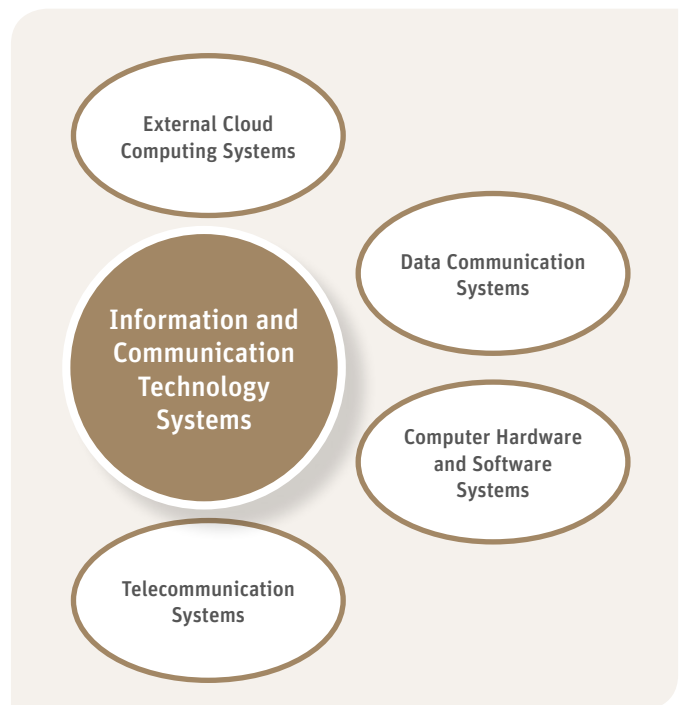 External Cloud
Computing Systems
Data Communication
Systems
Information and
Communication
Technology
Systems
Computer Hardware
and Software
Systems
Telecommunication
Systems